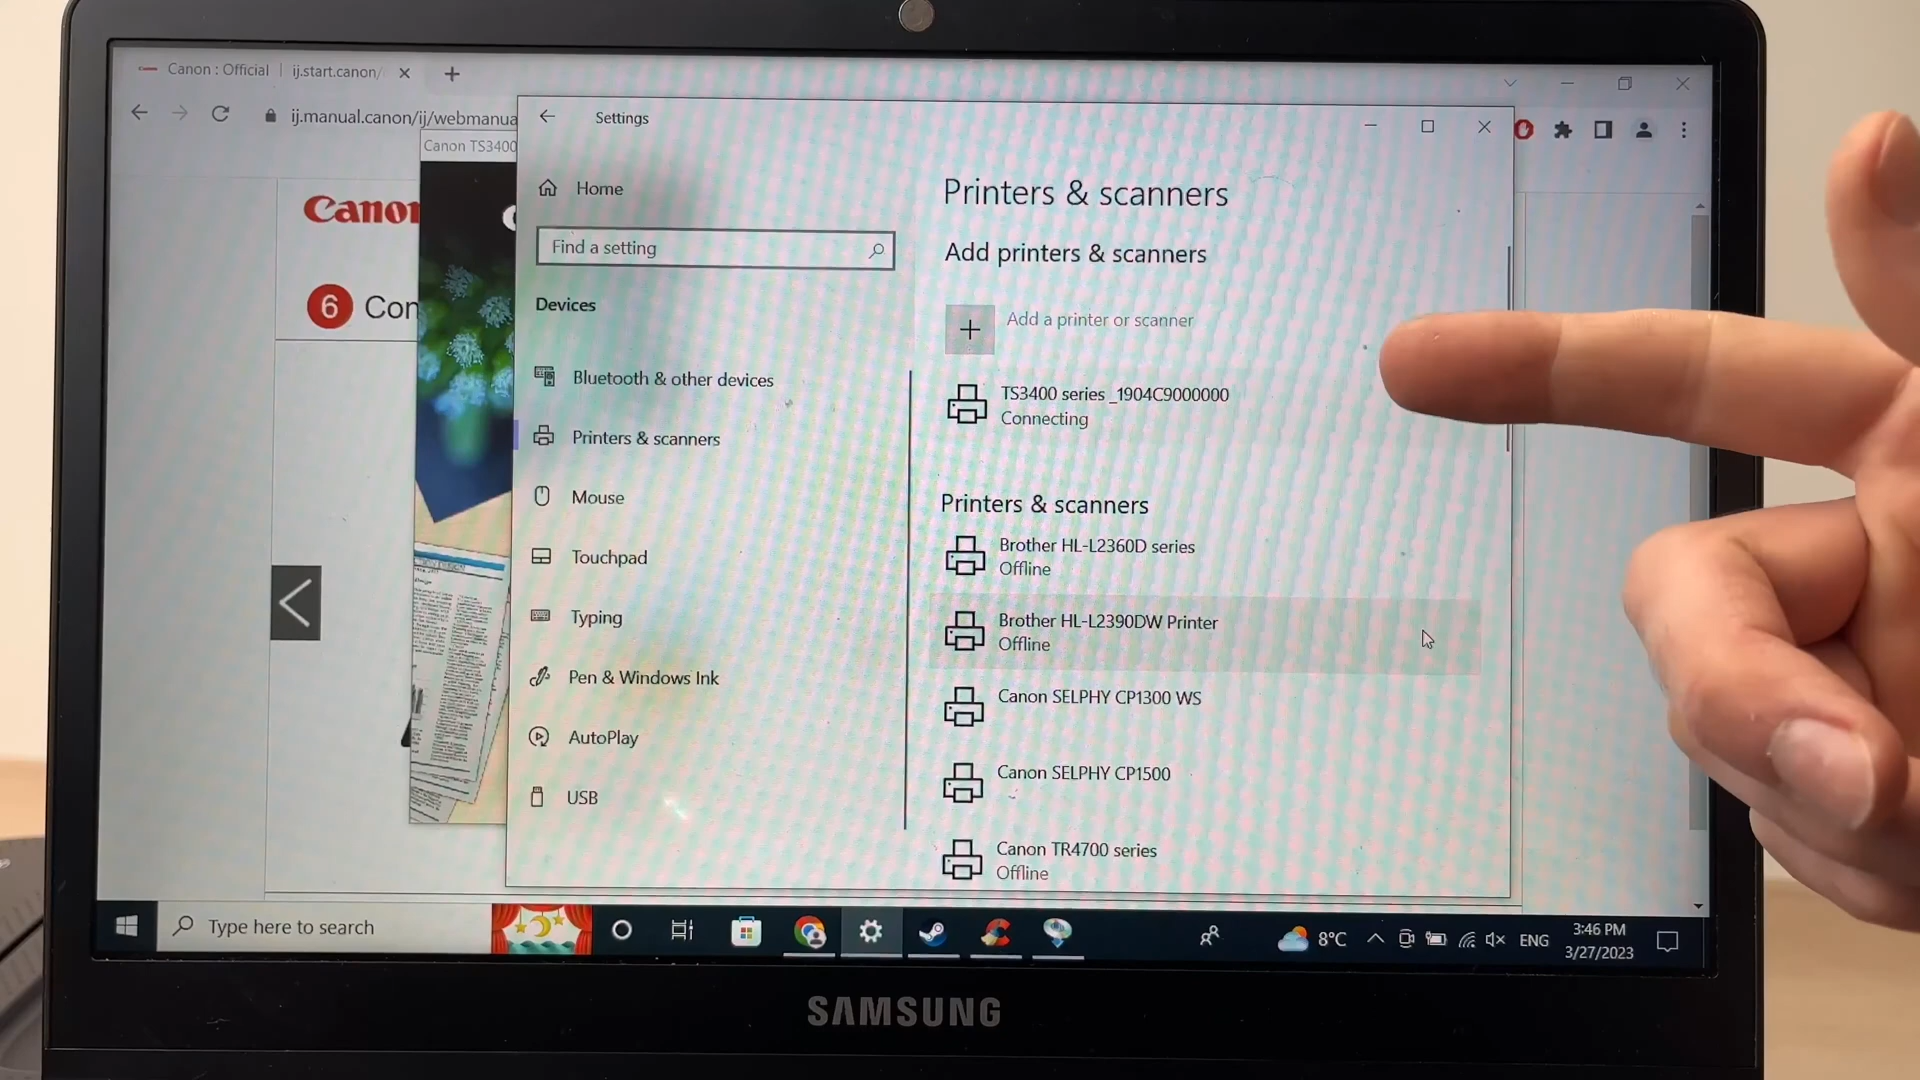 Canon : Official
ij.start.canon/
ij.manual.canon/ij/webmanua
Canon TS3400
Canon
6 Con
Settings
Home
Find a setting
Devices
Bluetooth & other devices
Printers & scanners
Mouse
Touchpad
Typing
Pen & Windows Ink
AutoPlay
USB
Printers & scanners
Add printers & scanners
Add a printer or scanner
TS3400 series _1904C9000000
Connecting
Printers & scanners
Brother HL-L2360D series
Offline
Brother HL-L2390DW Printer
Offline
Canon SELPHY CP1300 WS
Canon SELPHY CP1500
Canon TR4700 series
Offline
Type here to search
8°C
ENG
3:46 PM
3/27/2023
SAMSUNG